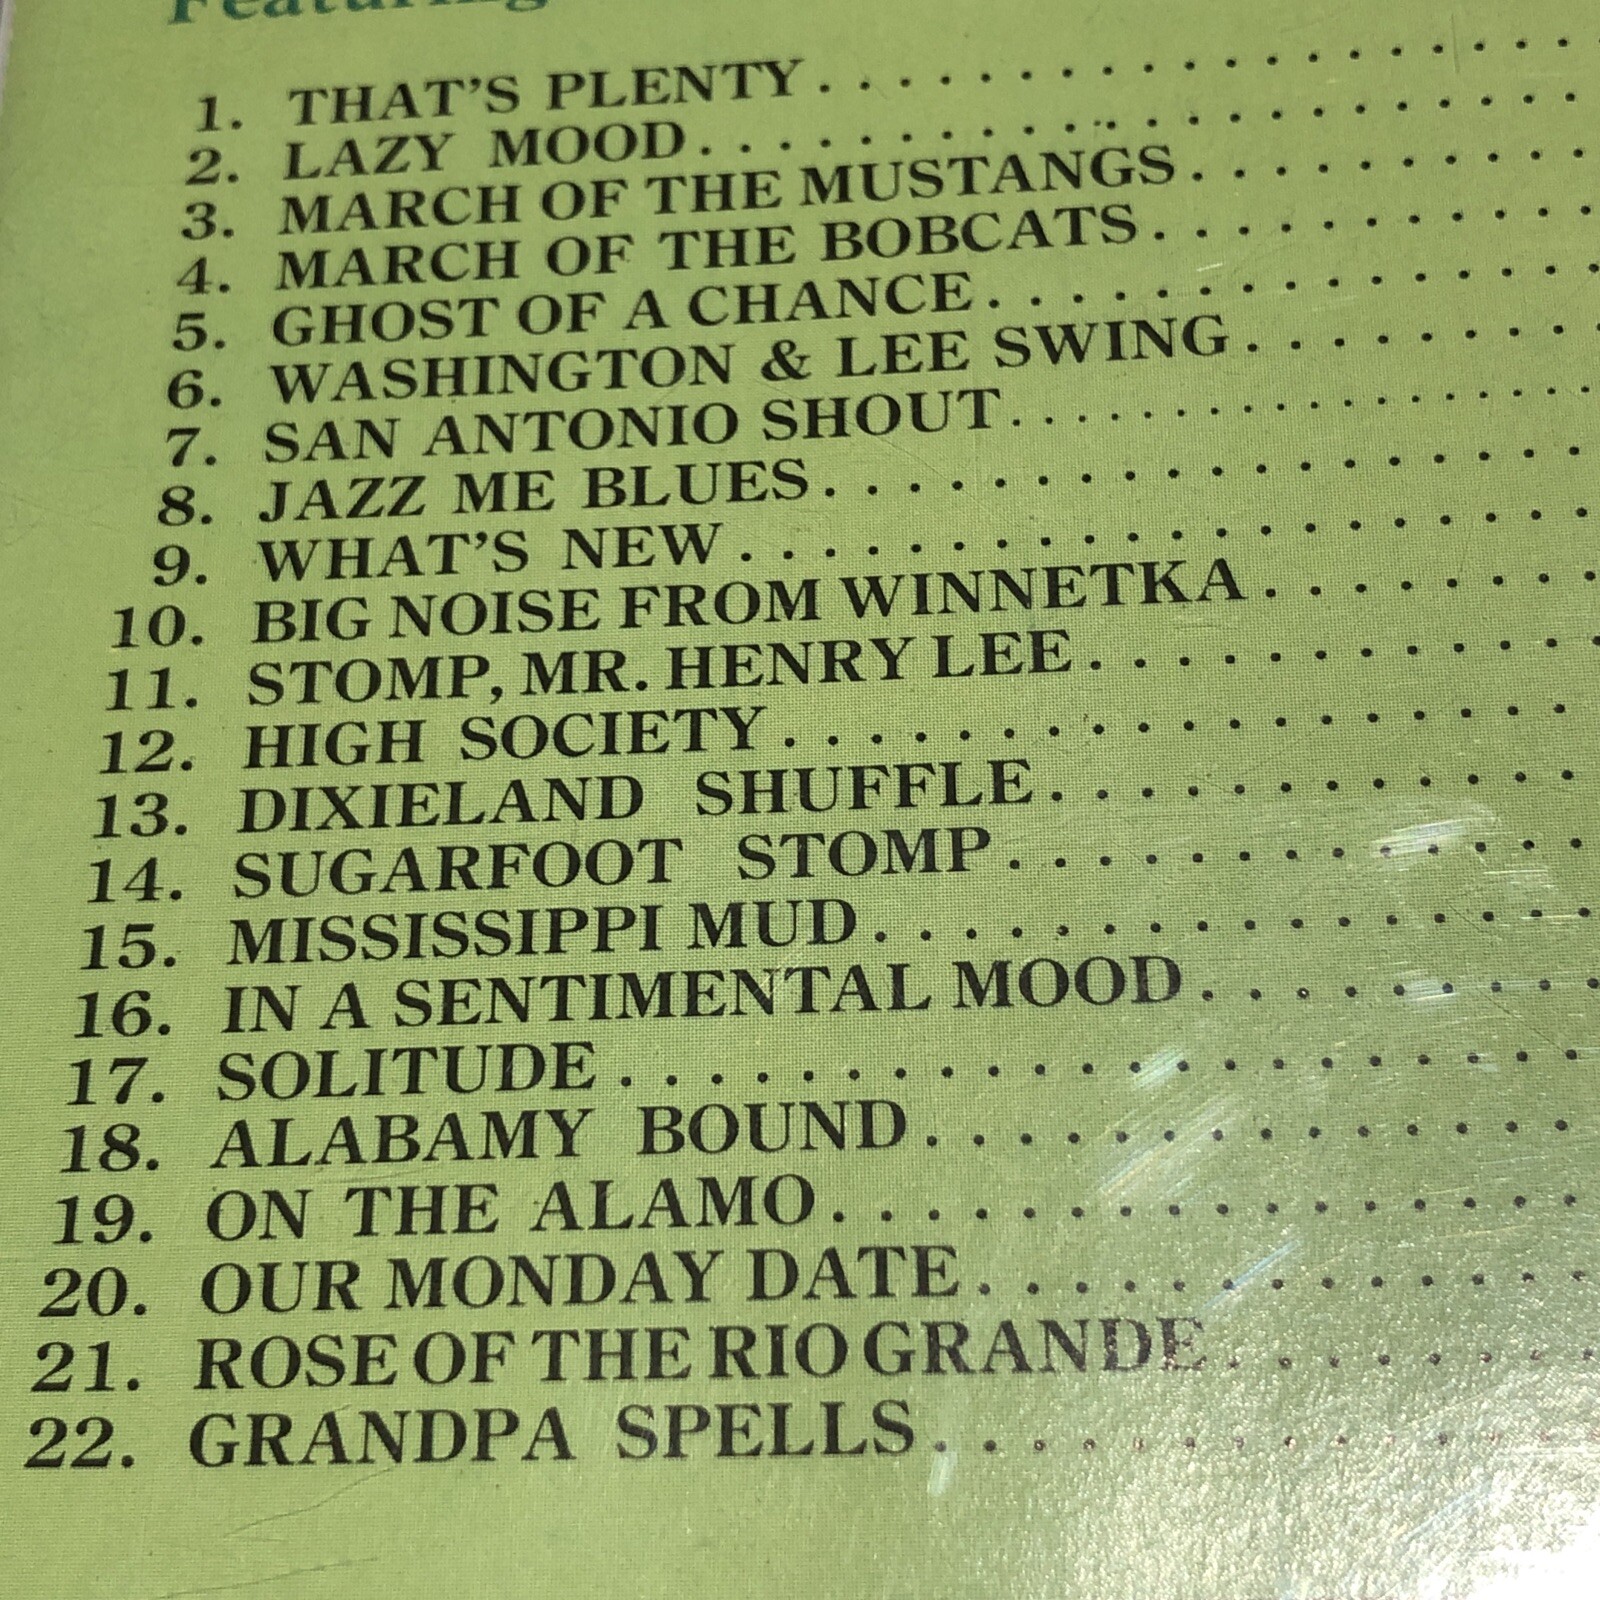 Featuring
1. THAT'S PLENTY
2. LAZY MOOD
3. MARCH OF THE MUSTANGS
4. MARCH OF THE BOBCATS
5. GHOST OF A CHANCE
6. WASHINGTON & LEE SWING
7. SAN ANTONIO SHOUT
8. JAZZ ME BLUES
9. WHAT'S NEW
10. BIG NOISE FROM WINNETKA
11. STOMP, MR. HENRY LEE
12. HIGH SOCIETY
13. DIXIELAND SHUFFLE
14. SUGARFOOT STOMP
15. MISSISSIPPI MUD
16. IN A SENTIMENTAL MOOD
17. SOLITUDE
18. ALABAMY BOUND
19. ON THE ALAMO
20. OUR MONDAY DATE
21. ROSE OF THE RIO GRANDE
22. GRANDPA SPELLS